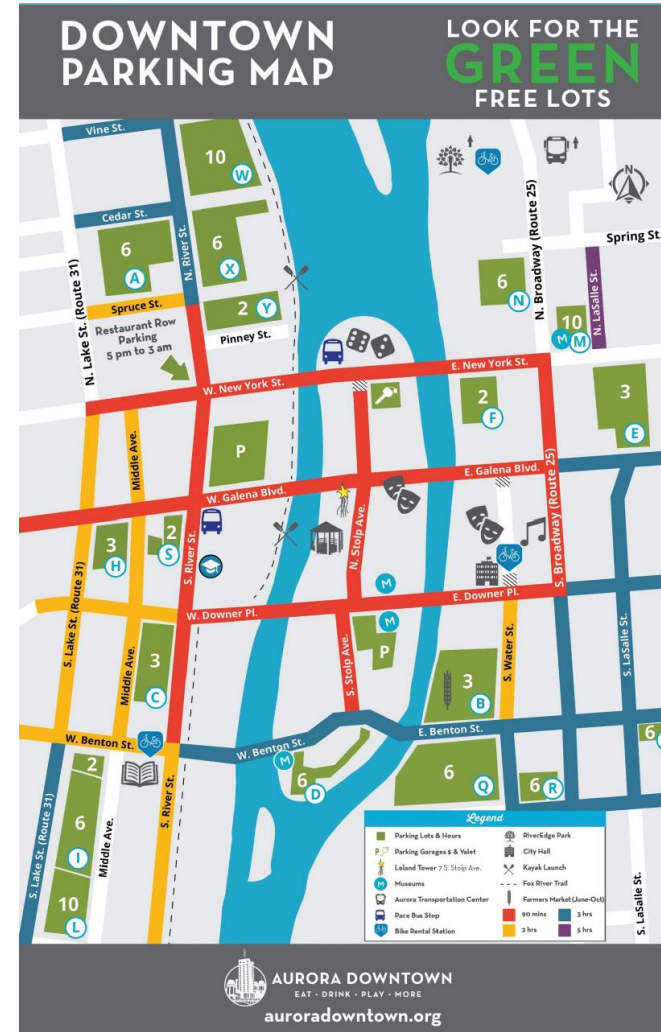 DOWNTOWN
PARKING MAP
LOOK FOR THE
GREEN
FREE LOTS
Vine St.
10
W
Cedar St.
N. River St.
6
A
6
X
N. Broadway (Route 25)
Spring St.
N
6
N
N. LaSalle St.
10
M
M
N. Lake St. (Route 31)
Spruce St.
2
Y
Pinney St.
Restaurant Row
Parking
5 pm to 3 am
W. New York St.
E. New York St.
2
F
3
E
Middle Ave.
P
W. Galena Blvd.
E. Galena Blvd.
S. Broadway (Route 25)
N. Stolp Ave.
3
H
2
S
S. River St.
M
W. Downer Pl.
E. Downer Pl.
S. Lake St. (Route 31)
Middle Ave.
3
C
M
P
S. Stolp Ave.
S. Water St.
S. LaSalle St.
3
B
W. Benton St.
W. Benton St.
E. Benton St.
6
M
6
D
6
Q
6
R
2
6
I
10
L
S. Lake St. (Route 31)
Middle Ave.
S. River St.
S. LaSalle St.
Legend
Parking Lots & Hours
P
Parking Garages $ & Valet
Leland Tower 7 S. Stolp Ave.
M
Museums
Aurora Transportation Center
Pace Bus Stop
Bike Rental Station
RiverEdge Park
City Hall
Kayak Launch
Fox River Trail
Farmers Market (June-Oct)
90 mins
3 hrs
2 hrs
5 hrs
AURORA DOWNTOWN
EAT · DRINK · PLAY · MORE
auroradowntown.org